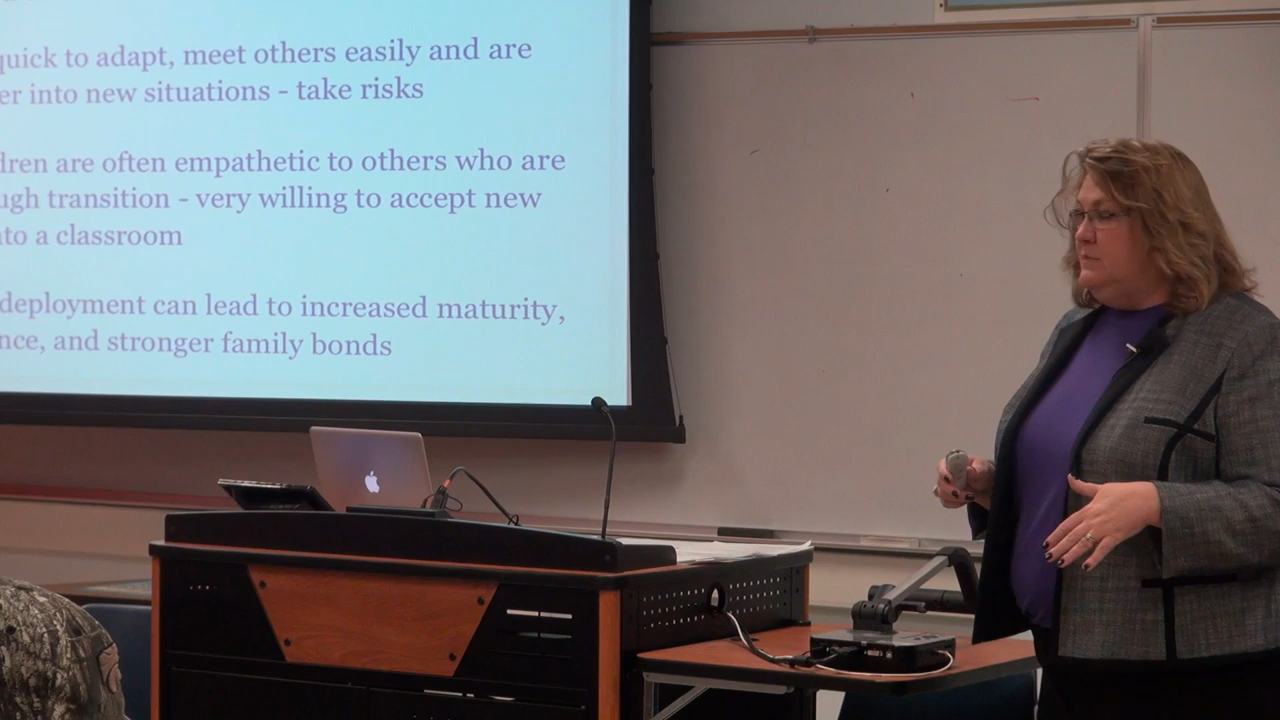 quick to adapt, meet others easily and are
er into new situations - take risks
dren are often empathetic to others who are
ugh transition - very willing to accept new
to a classroom
deployment can lead to increased maturity,
nce, and stronger family bonds